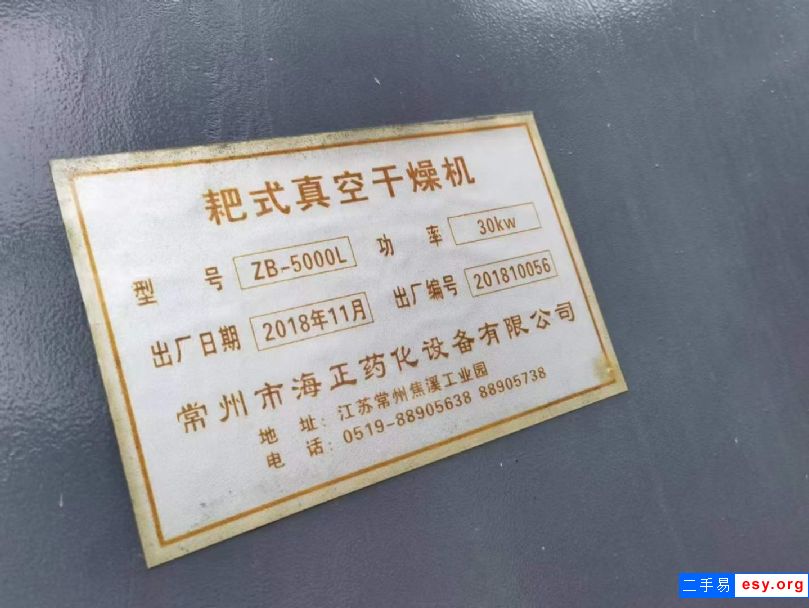 耙式真空干燥机
型 号 ZB-5000L 功 率 30kw
出厂日期 2018年11月 出厂编号 201810056
常州市海正药化设备有限公司
地 址: 江苏常州焦溪工业园
电 话: 0519-88905638 88905738
二手易 esy.org